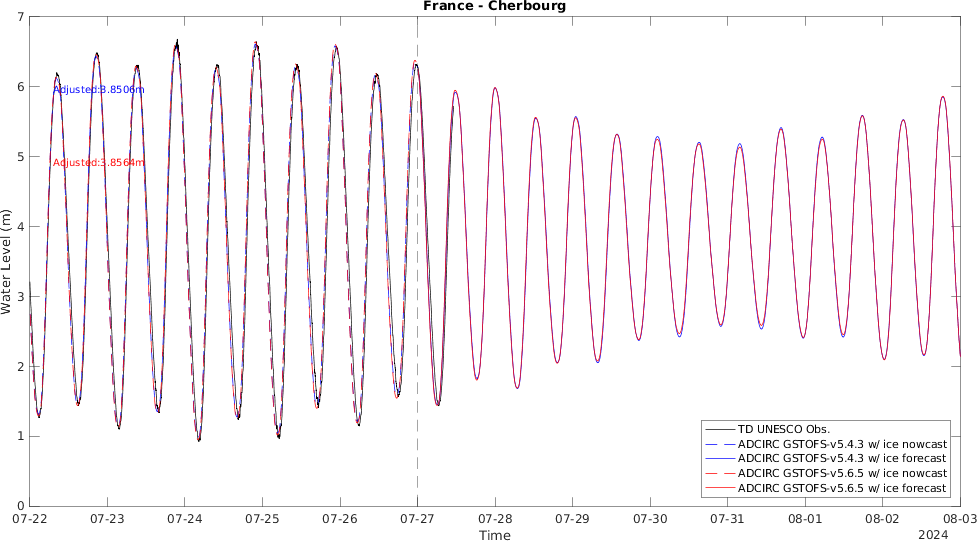 France - Cherbourg
7
6
5
4
3
2
1
0
Water Level (m)
Adjusted:3.8506m
Adjusted:3.8564m
TD UNESCO Obs.
ADCIRC GSTOFS-v5.4.3 w/ ice nowcast
ADCIRC GSTOFS-v5.4.3 w/ ice forecast
ADCIRC GSTOFS-v5.6.5 w/ ice nowcast
ADCIRC GSTOFS-v5.6.5 w/ ice forecast
07-22 07-23 07-24 07-25 07-26 07-27 07-28 07-29 07-30 07-31 08-01 08-02 08-03
Time
2024